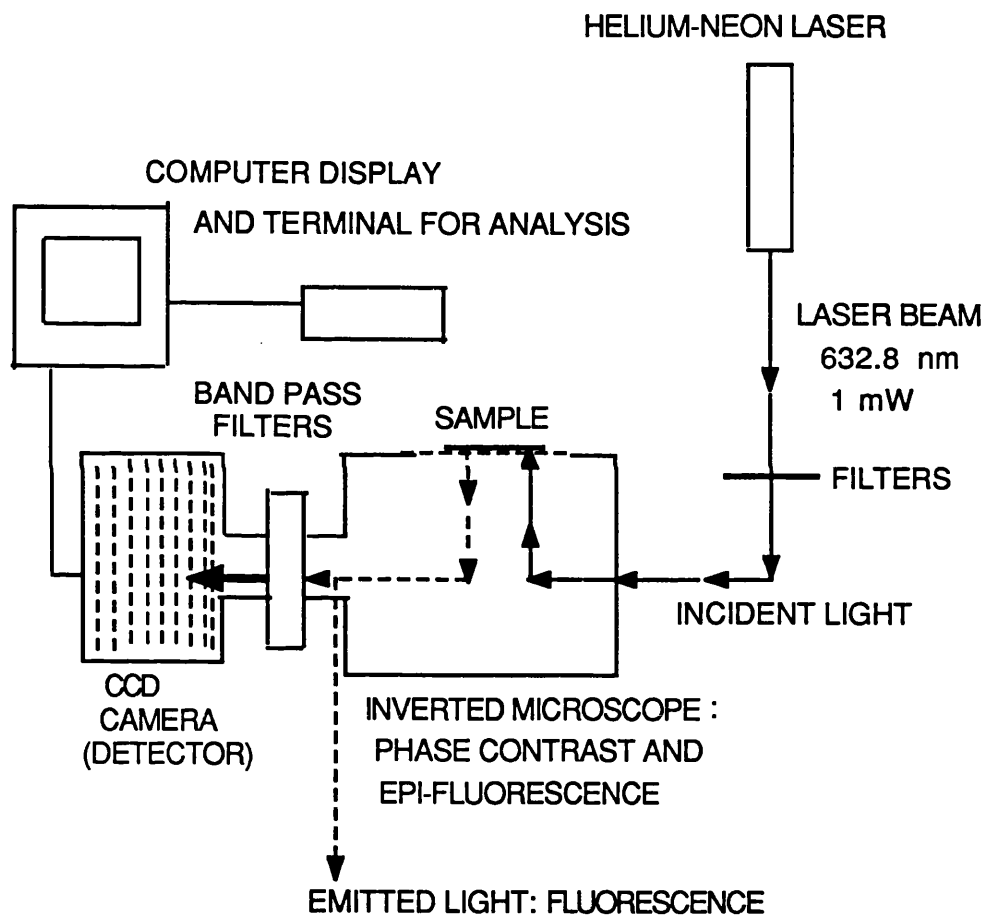 HELIUM-NEON LASER
COMPUTER DISPLAY
AND TERMINAL FOR ANALYSIS
LASER BEAM
632.8 nm
1 mW
BAND PASS
FILTERS
SAMPLE
FILTERS
INCIDENT LIGHT
CCD
CAMERA
(DETECTOR)
INVERTED MICROSCOPE :
PHASE CONTRAST AND
EPI-FLUORESCENCE
EMITTED LIGHT: FLUORESCENCE